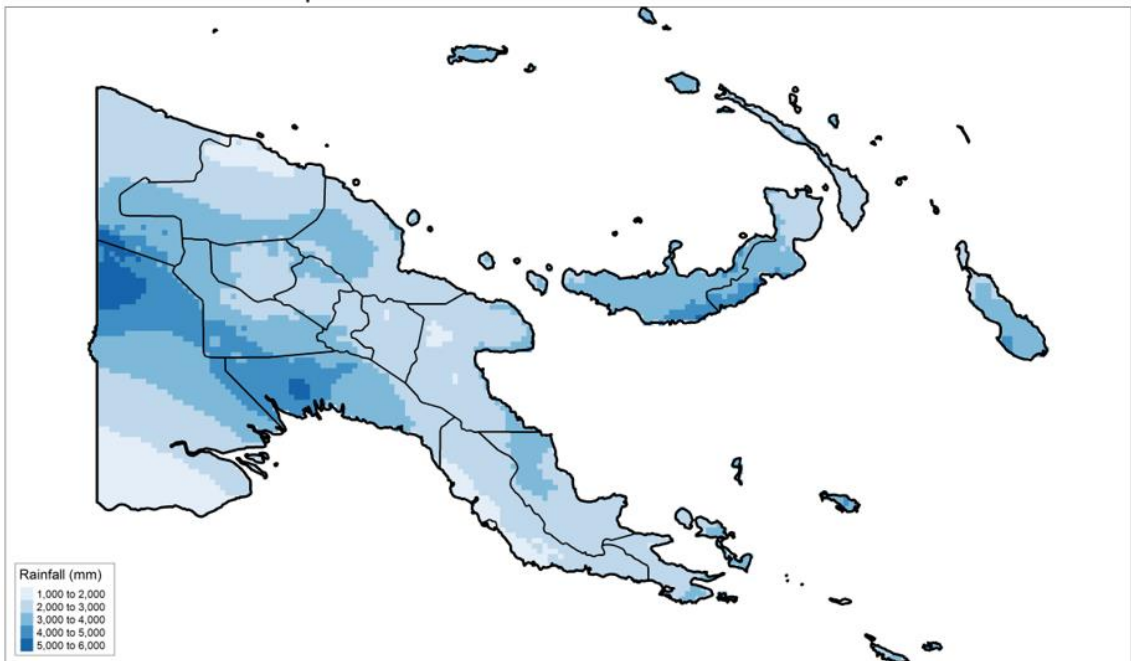 Rainfall (mm)
1,000 to 2,000
2,000 to 3,000
3,000 to 4,000
4,000 to 5,000
5,000 to 6,000